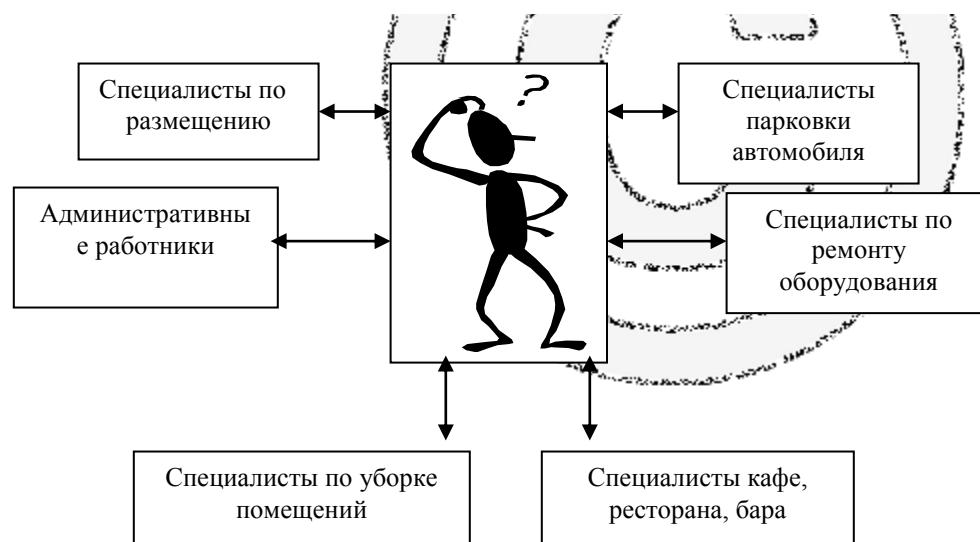 Специалисты по
размещению
?
Специалисты
парковки
автомобиля
Административны
е работники
Специалисты по
ремонту
оборудования
Специалисты по уборке
помещений
Специалисты кафе,
ресторана, бара